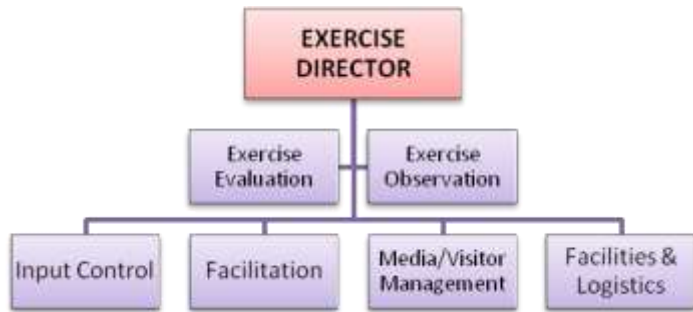 EXERCISE
DIRECTOR
Exercise
Evaluation
Exercise
Observation
Input Control
Facilitation
Media/Visitor
Management
Facilities &
Logistics